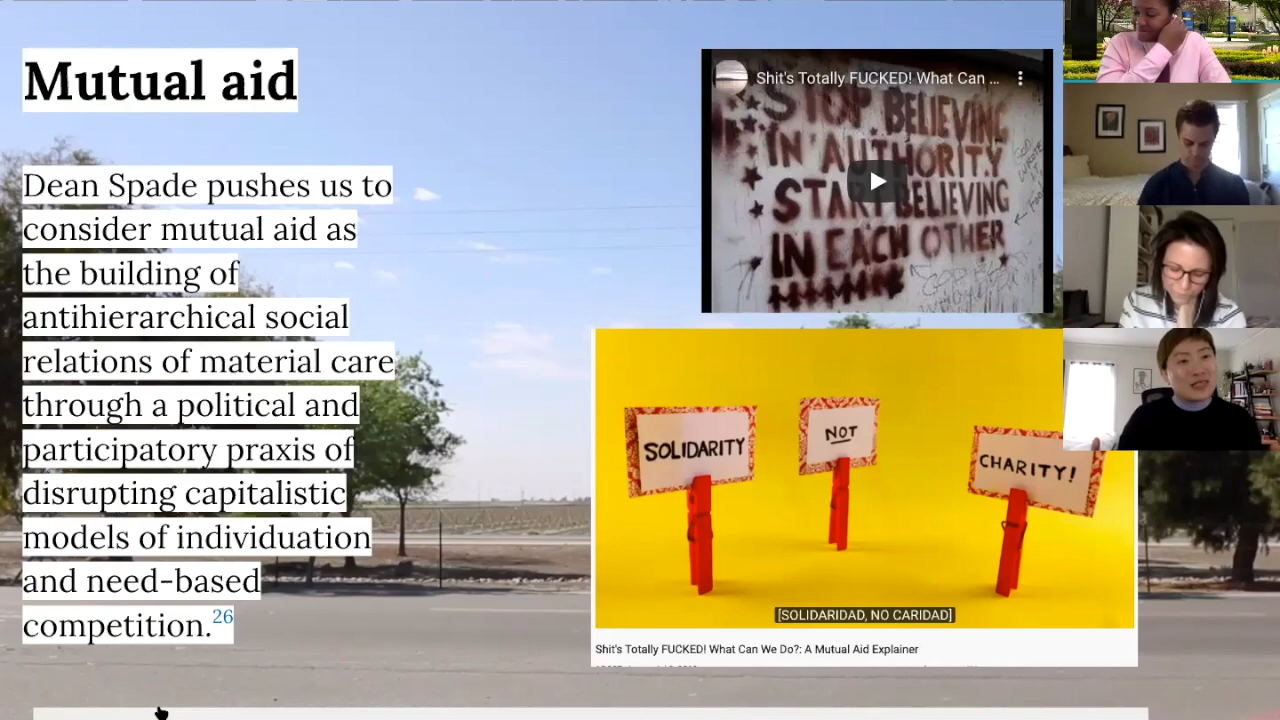 Mutual aid
Dean Spade pushes us to
consider mutual aid as
the building of
antihierarchical social
relations of material care
through a political and
participatory praxis of
disrupting capitalistic
models of individuation
and need-based
competition.26
Shit's Totally FUCKED! What Can ...
STOP BELIEVING
IN AUTHORITY
START BELIEVING
IN EACH OTHER
SOLIDARITY
NOT
CHARITY!
[SOLIDARIDAD, NO CARIDAD]
Shit's Totally FUCKED! What Can We Do?: A Mutual Aid Explainer